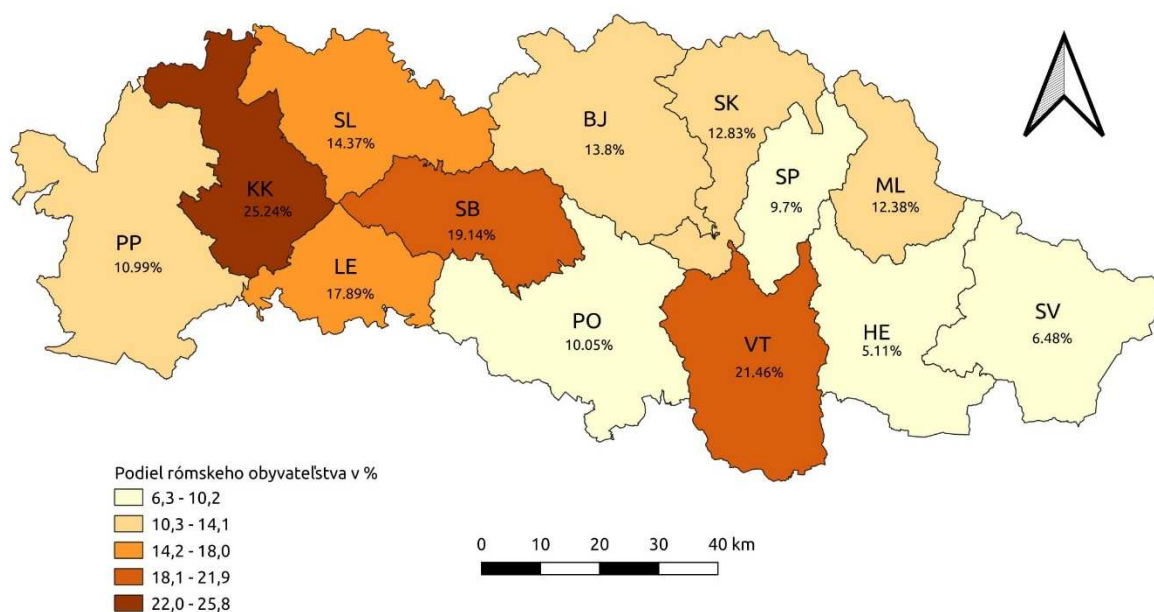 SL
14.37%
BJ
13.8%
SK
12.83%
SP
9.7%
ML
12.38%
KK
25.24%
SB
19.14%
PP
10.99%
LE
17.89%
PO
10.05%
VT
21.46%
HE
5.11%
SV
6.48%
Podiel rómskeho obyvateľstva v %
6,3 - 10,2
10,3 - 14,1
14,2 - 18,0
18,1 - 21,9
22,0 - 25,8
0 10 20 30 40 km